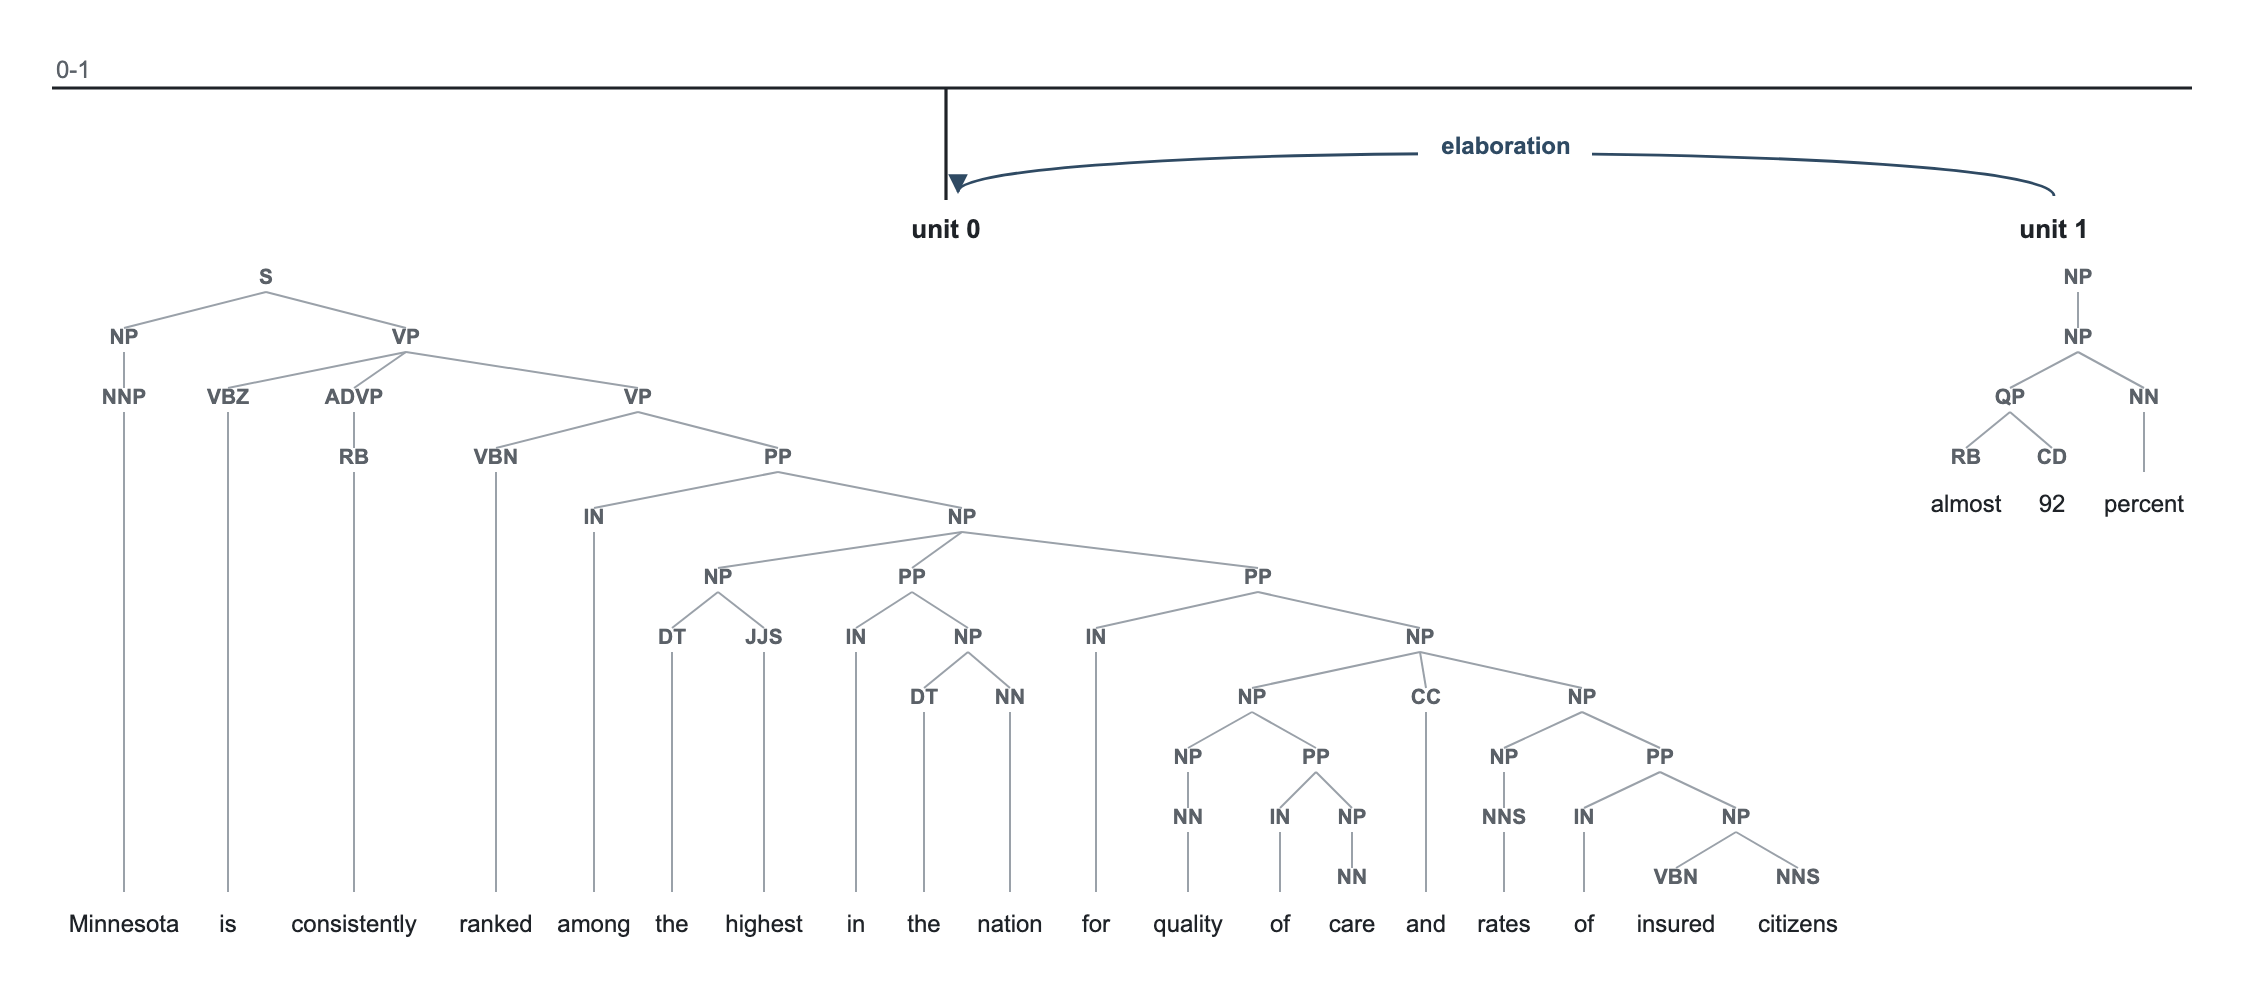 0-1
elaboration
unit 0 unit 1
S NP
NP VP NP
NNP VBZ ADVP VP QP NN
RB VBN PP RB CD
almost 92 percent
IN NP
NP PP PP
DT JJS IN NP IN NP
DT NN NP CC NP
NP PP NP PP
NN IN NP NNS IN NP
NN VBN NNS
Minnesota is consistently ranked among the highest in the nation for quality of care and rates of insured citizens